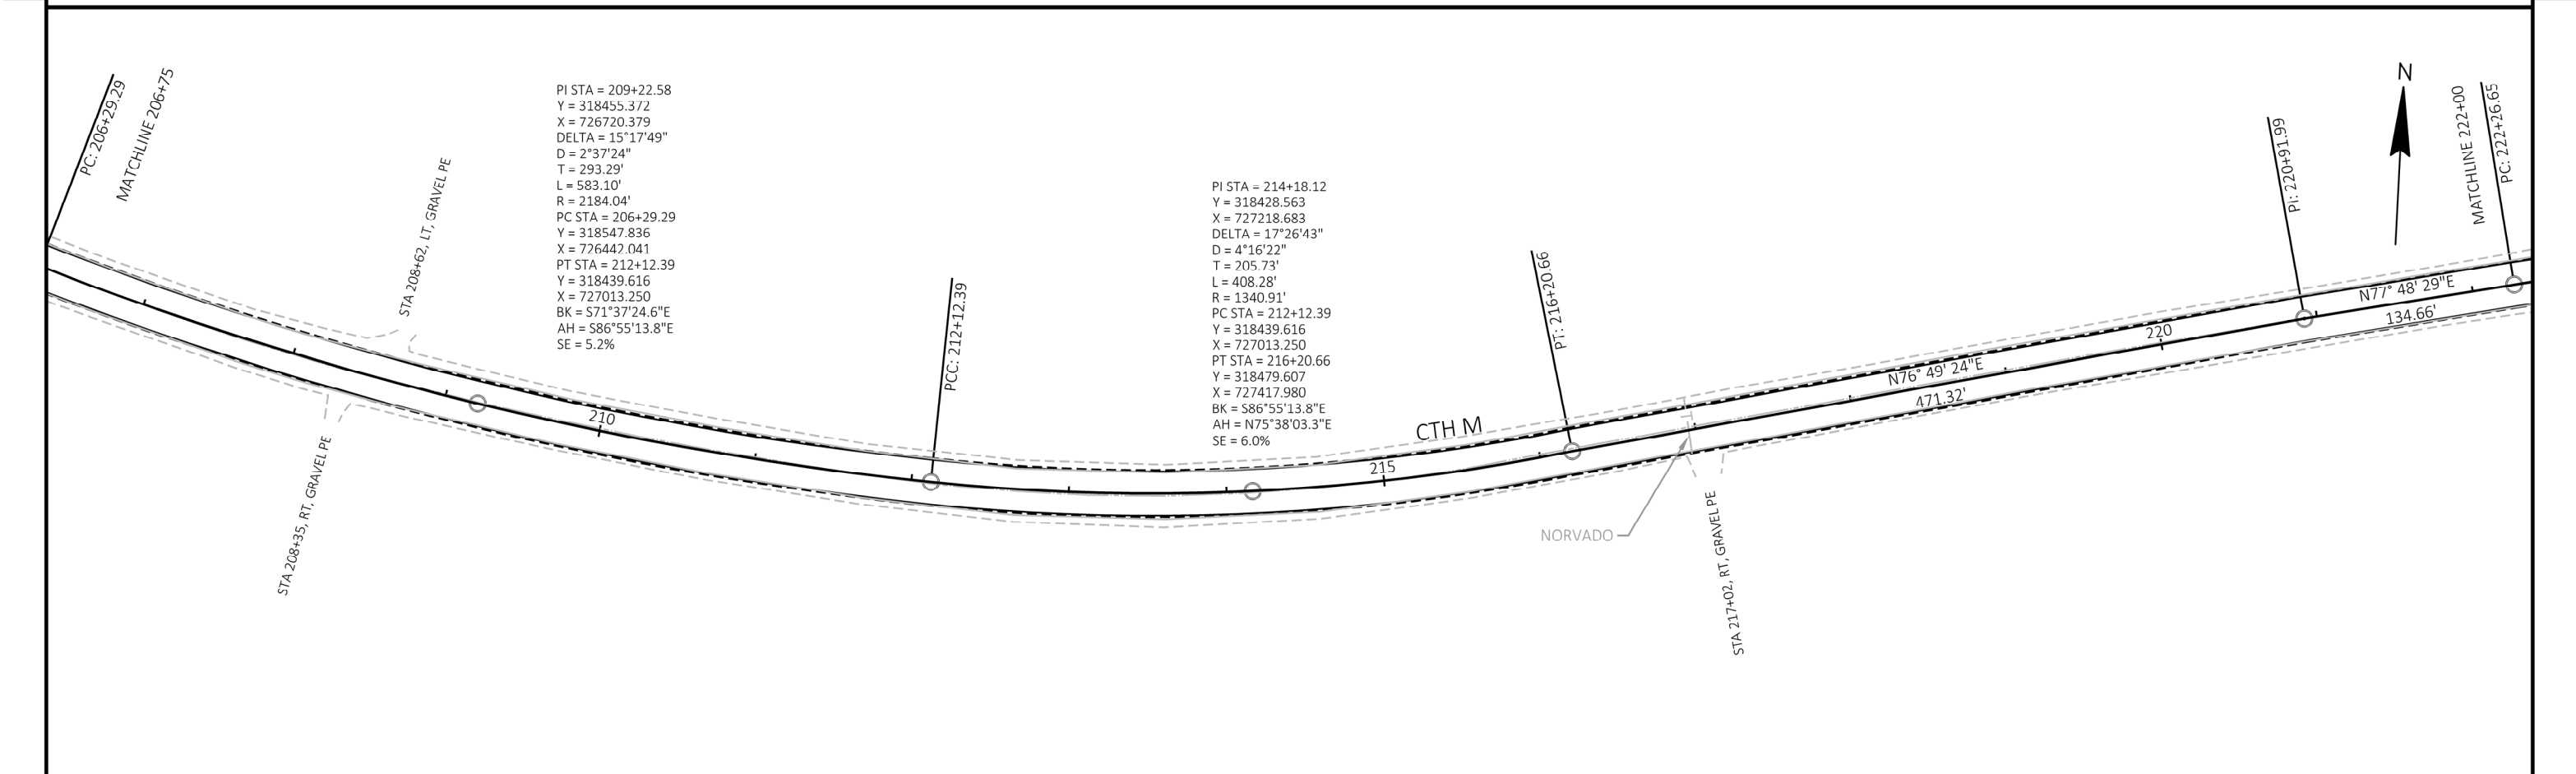 PC: 206+29.29
MATCHLINE 206+75
STA 208+62, LT, GRAVEL PE
STA 208+35, RT, GRAVEL PE
PI STA = 209+22.58
Y = 318455.372
X = 726720.379
DELTA = 15°17'49"
D = 2°37'24"
T = 293.29'
L = 583.10'
R = 2184.04'
PC STA = 206+29.29
Y = 318547.836
X = 726442.041
PT STA = 212+12.39
Y = 318439.616
X = 727013.250
BK = S71°37'24.6"E
AH = S86°55'13.8"E
SE = 5.2%
210
PCC: 212+12.39
PI STA = 214+18.12
Y = 318428.563
X = 727218.683
DELTA = 17°26'43"
D = 4°16'22"
T = 205.73'
L = 408.28'
R = 1340.91'
PC STA = 212+12.39
Y = 318439.616
X = 727013.250
PT STA = 216+20.66
Y = 318479.607
X = 727417.980
BK = S86°55'13.8"E
AH = N75°38'03.3"E
SE = 6.0%
215
CTH M
PT: 216+20.66
NORVADO
STA 217+02, RT, GRAVEL PE
N76° 49' 24"E
471.32'
220
PI: 220+91.99
N77° 48' 29"E
134.66'
N
MATCHLINE 222+00
PC: 222+26.65